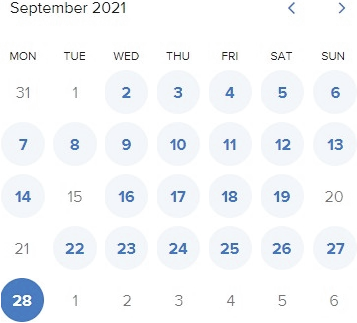 September 2021
MON TUE WED THU FRI SAT SUN
31 1 2 3 4 5 6
7 8 9 10 11 12 13
14 15 16 17 18 19 20
21 22 23 24 25 26 27
28 1 2 3 4 5 6